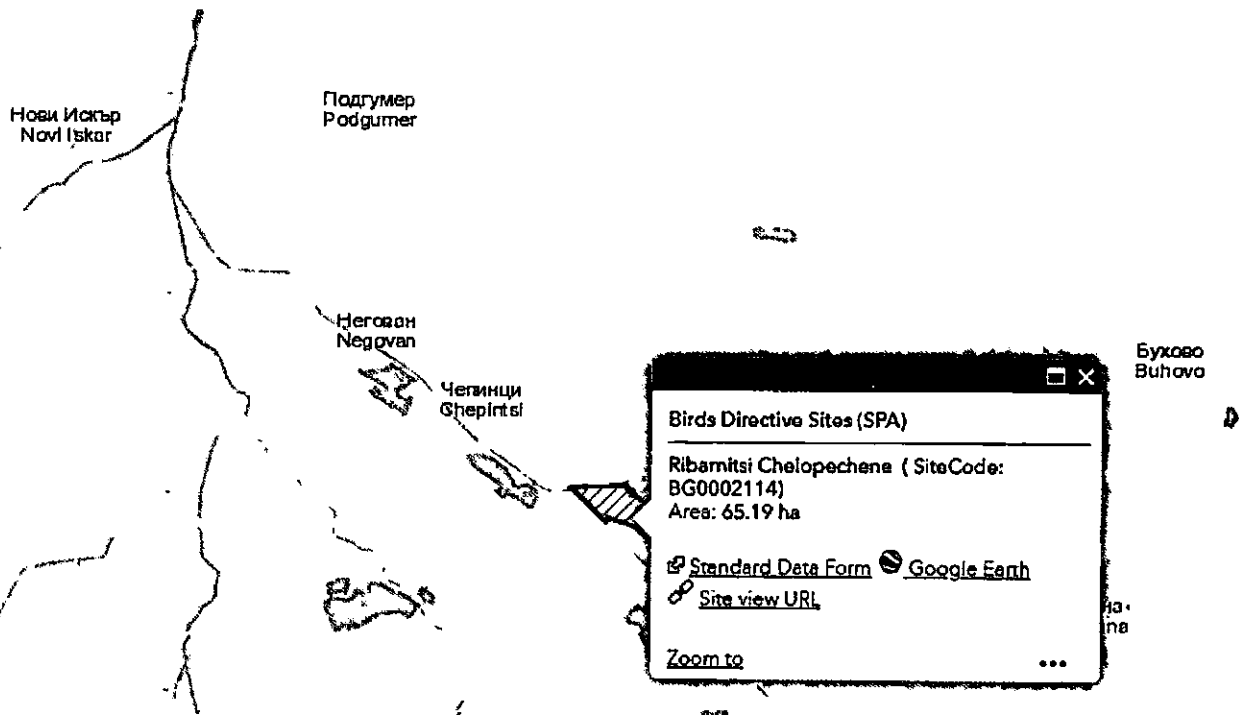 Нови Искър
Novi Iskar
Подгумер
Podgumer
Негован
Negovan
Чепинци
Chepintsi
Бухово
Buhovo
Birds Directive Sites (SPA)
Ribarnitsi Chelopechene ( SiteCode:
BG0002114)
Area: 65.19 ha
Standard Data Form Google Earth
Site view URL
Zoom to